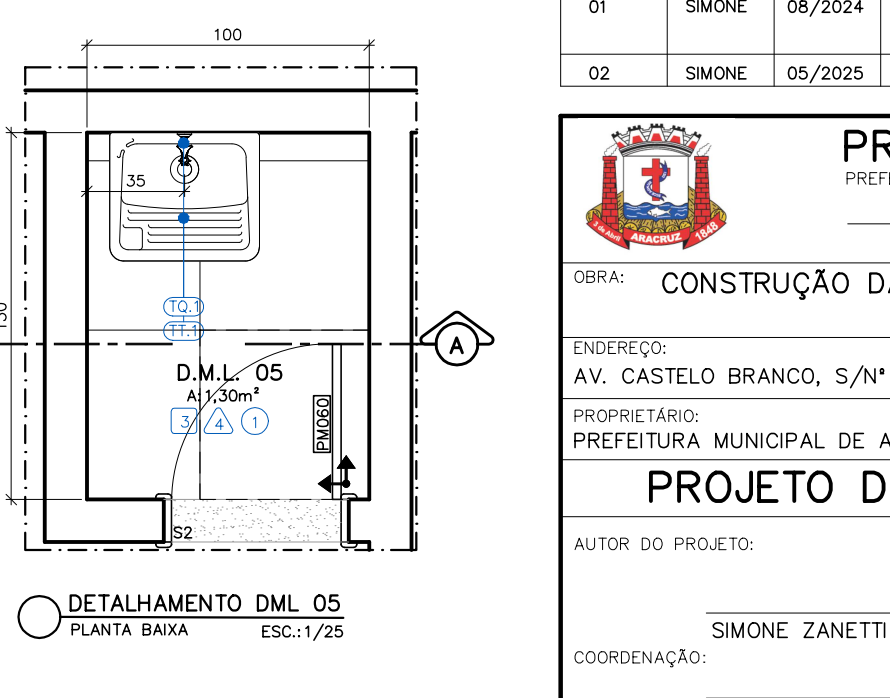 100
35
TQ.1
TT.1
D.M.L. 05
A:1,30m²
3 4 1
PM060
A
S2
DETALHAMENTO DML 05
PLANTA BAIXA ESC.:1/25
01 SIMONE 08/2024
02 SIMONE 05/2025
3 de Abril ARACRUZ 1848
PR
PREFE
OBRA: CONSTRUÇÃO DA
ENDEREÇO:
AV. CASTELO BRANCO, S/Nº
PROPRIETÁRIO:
PREFEITURA MUNICIPAL DE A
PROJETO D
AUTOR DO PROJETO:
SIMONE ZANETTI
COORDENAÇÃO: